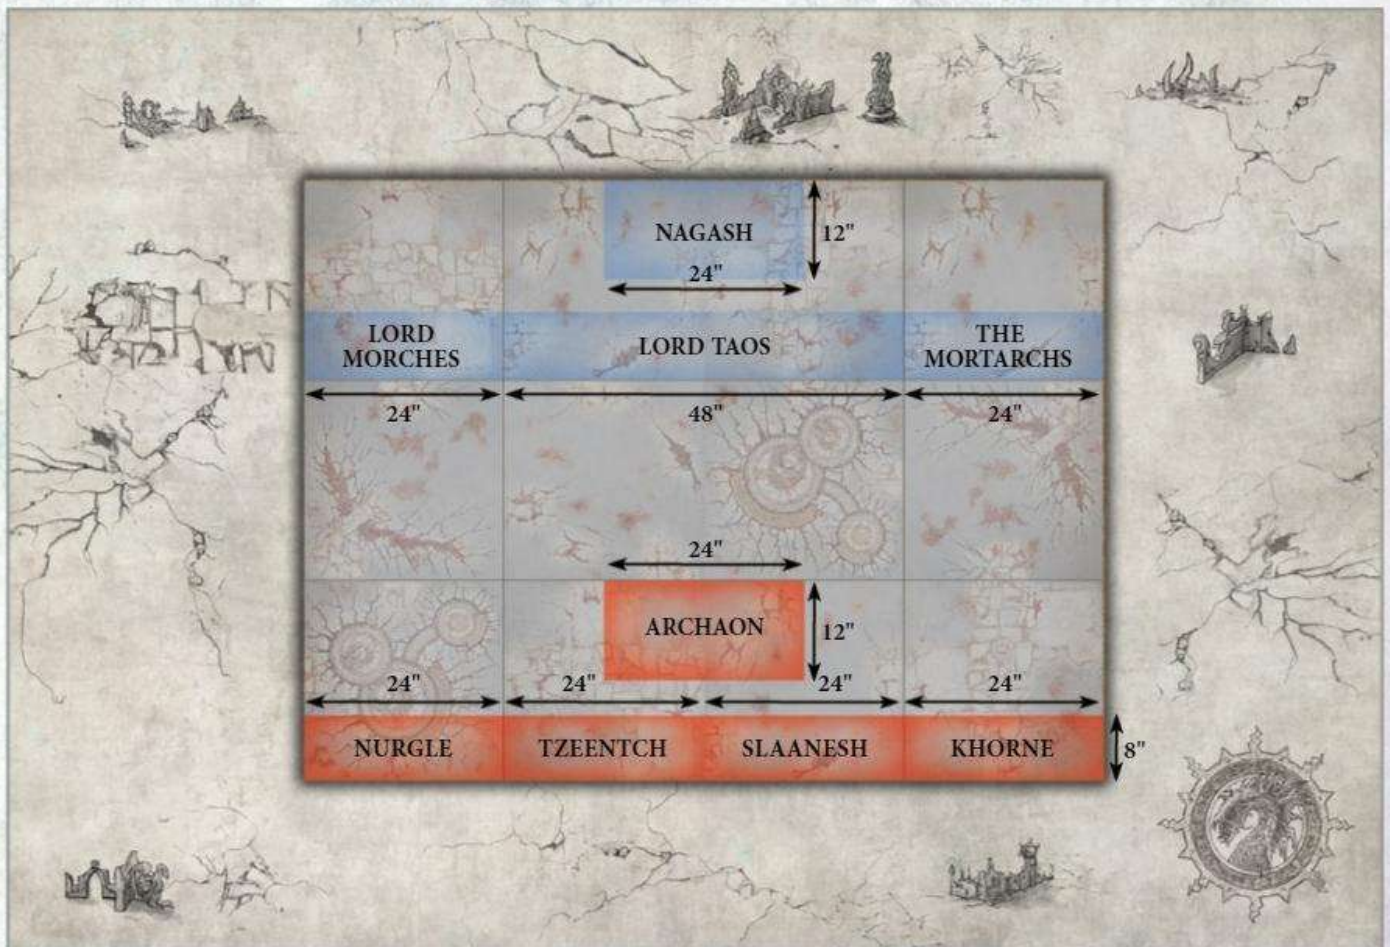 NAGASH
12"
24"
LORD
MORCHES
LORD TAOS
THE
MORTARCHS
24"
48"
24"
24"
ARCHAON
12"
24"
24"
24"
24"
NURGLE
TZEENTCH
SLAANESH
KHORNE
8"